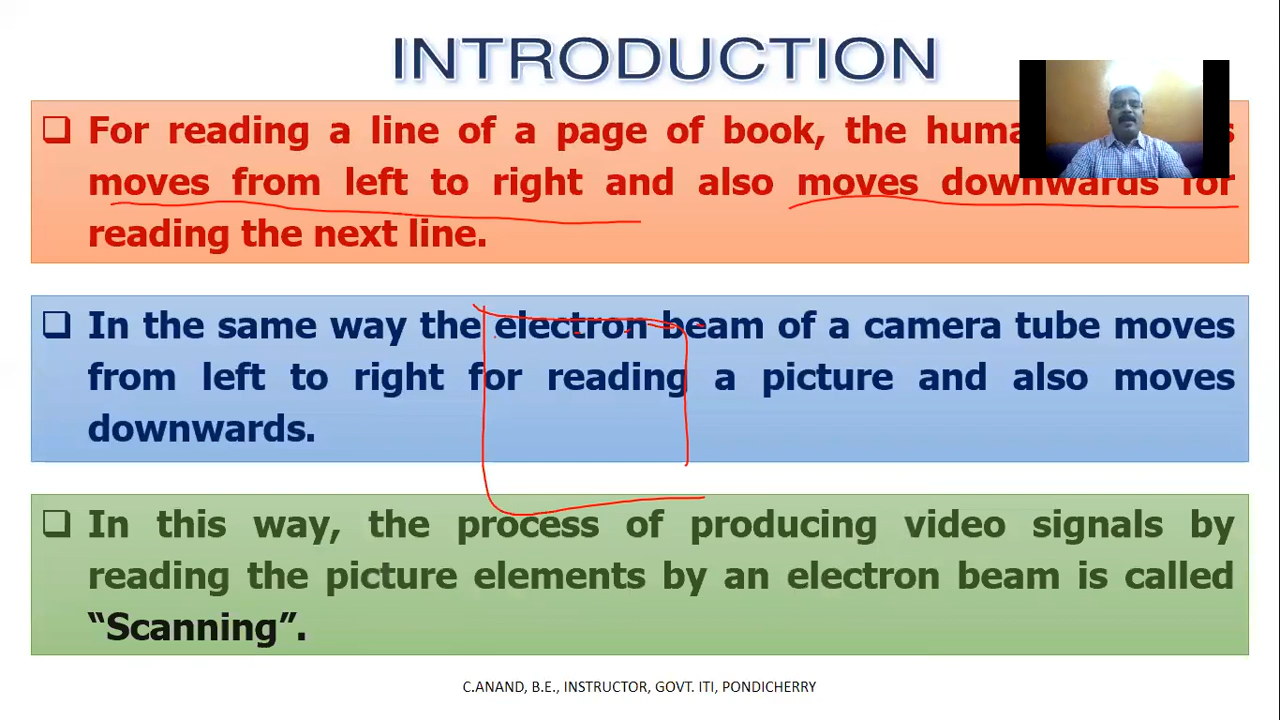 INTRODUCTION
❑ For reading a line of a page of book, the
moves from left to right and also moves downwards for
reading the next line.
❑ In the same way the electron beam of a camera tube moves
from left to right for reading a picture and also moves
downwards.
❑ In this way, the process of producing video signals by
reading the picture elements by an electron beam is called
“Scanning”.
C.ANAND, B.E., INSTRUCTOR, GOVT. ITI, PONDICHERRY